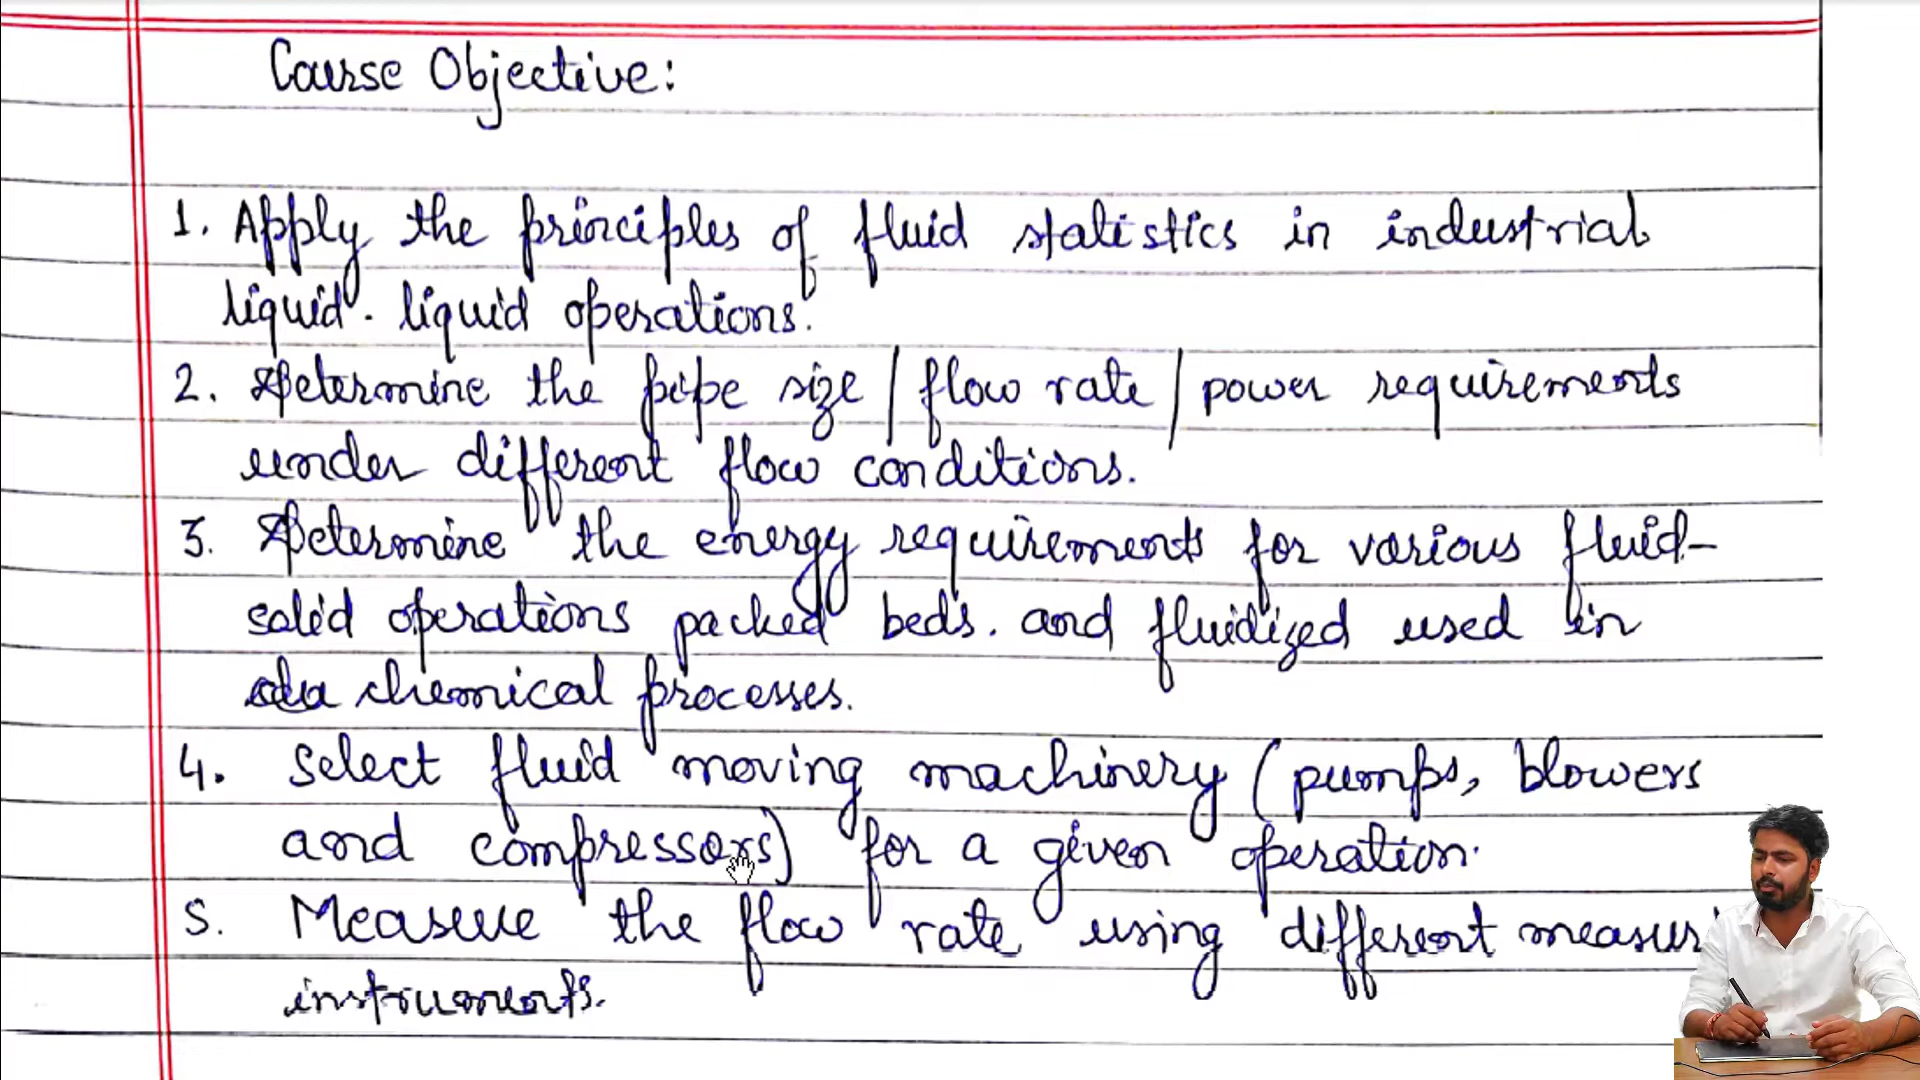 Course Objective:
1. Apply the principles of fluid statistics in industrial
liquid - liquid operations.
2. Determine the pipe size / flow rate / power requirements
under different flow conditions.
3. Determine the energy requirements for various fluid-
solid operations packed beds. and fluidized used in
chemical processes.
4. Select fluid moving machinery (pumps, blowers
and compressors) for a given operation.
5. Measure the flow rate using different
instruments.